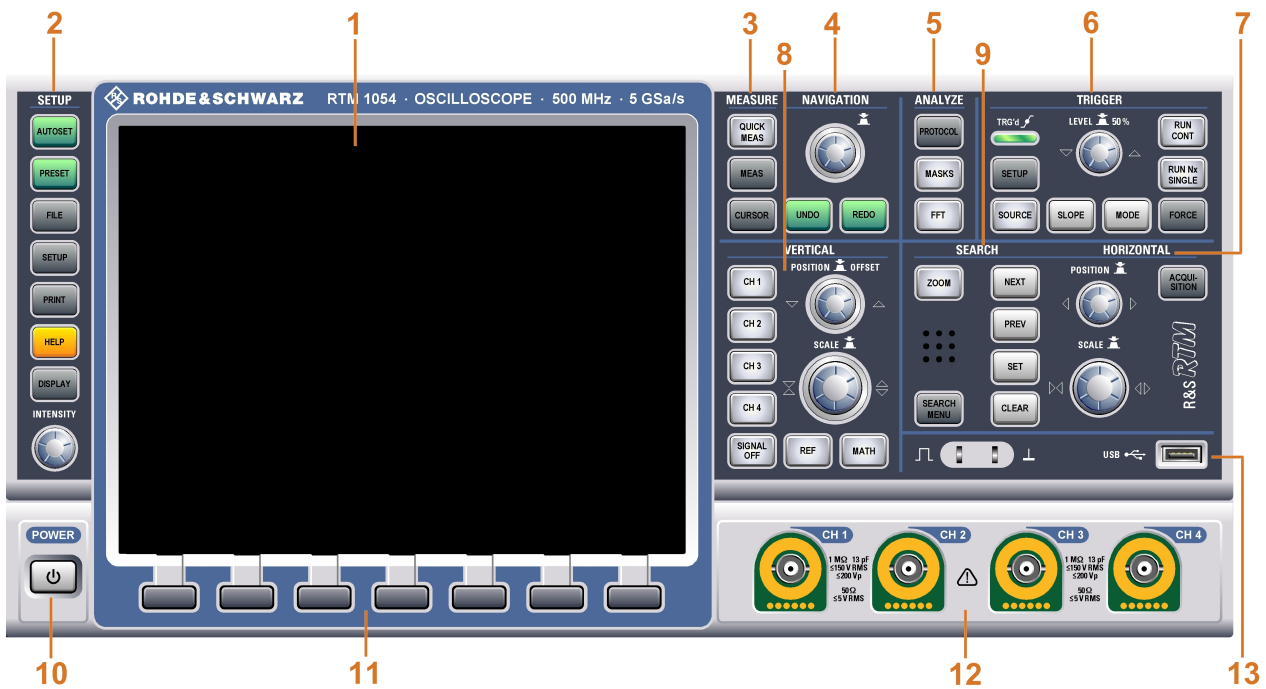 2
1
3
4
5
6
7
8
9
SETUP
ROHDE&SCHWARZ RTM 1054 · OSCILLOSCOPE · 500 MHz · 5 GSa/s
MEASURE
NAVIGATION
ANALYZE
TRIGGER
AUTOSET
PRESET
FILE
SETUP
PRINT
HELP
DISPLAY
INTENSITY
QUICK
MEAS
MEAS
CURSOR
UNDO
REDO
PROTOCOL
MASKS
FFT
TRG'd
LEVEL 50%
RUN
CONT
SETUP
RUN Nx
SINGLE
SOURCE
SLOPE
MODE
FORCE
VERTICAL
POSITION OFFSET
CH 1
CH 2
CH 3
CH 4
SCALE
SIGNAL
OFF
REF
MATH
SEARCH
ZOOM
NEXT
PREV
SET
CLEAR
SEARCH
MENU
HORIZONTAL
POSITION
ACQUI-
SITION
SCALE
R&S RTM
USB
POWER
CH 1
1 MΩ 13 pF
≤150 V RMS
≤200 Vp
50Ω
≤5 V RMS
CH 2
CH 3
1 MΩ 13 pF
≤150 V RMS
≤200 Vp
50Ω
≤5 V RMS
CH 4
10
11
12
13